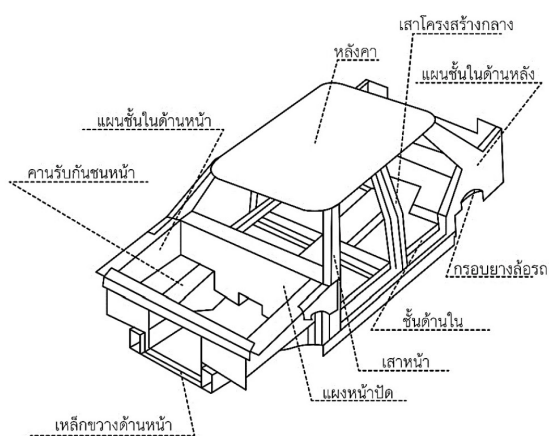 เสาโครงสร้างกลาง
หลังคา
แผนชั้นในด้านหลัง
แผนชั้นในด้านหน้า
คานรับกันชนหน้า
กรอบยางล้อรถ
ชั้นด้านใน
เสาหน้า
แผงหน้าปัด
เหล็กขวางด้านหน้า